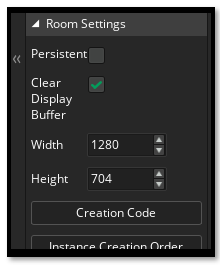 Room Settings
Persistent
Clear
Display
Buffer
Width 1280
Height 704
Creation Code
Instance Creation Order